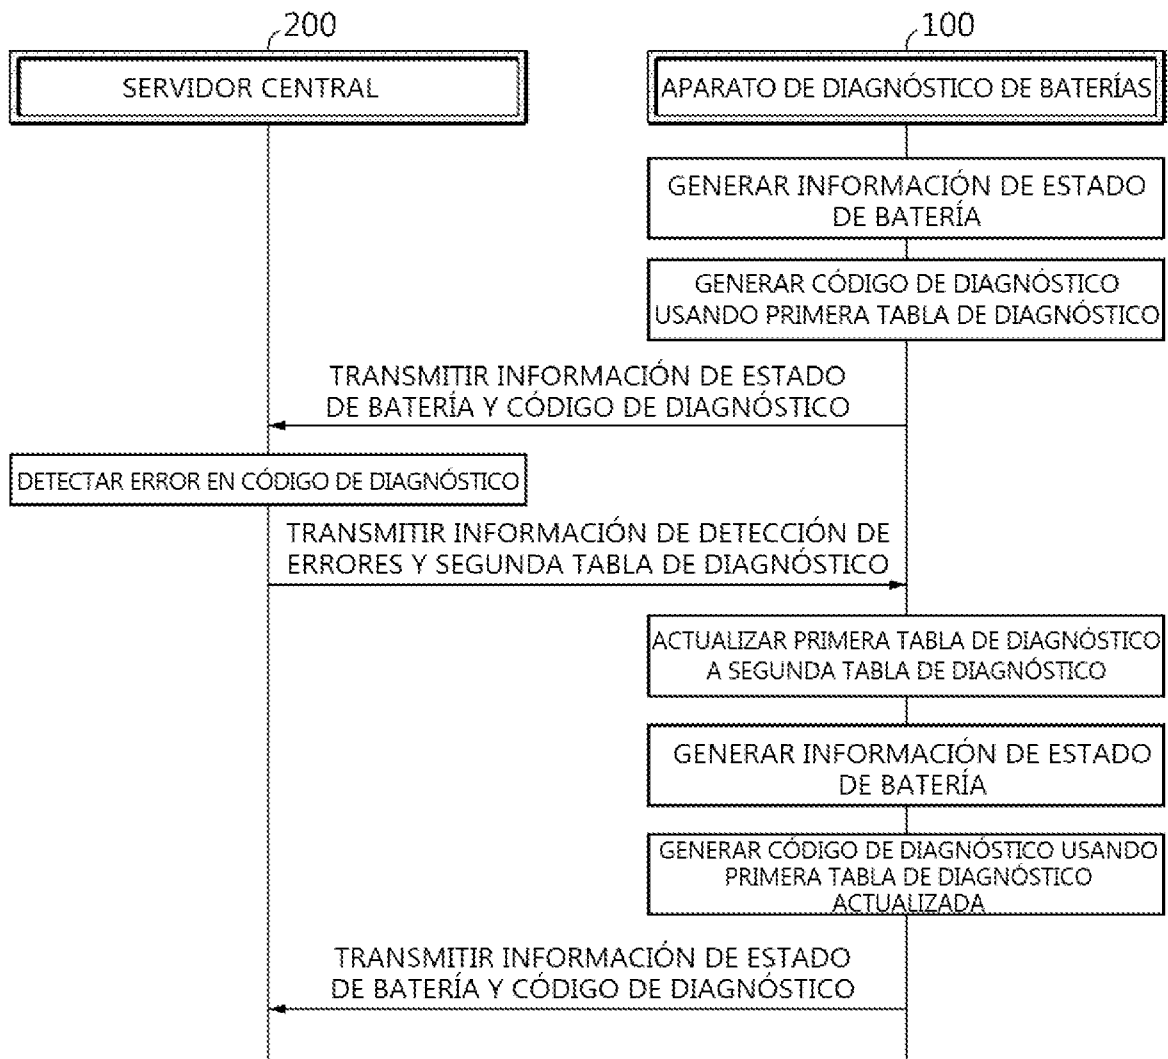 200
100
SERVIDOR CENTRAL
APARATO DE DIAGNÓSTICO DE BATERÍAS
GENERAR INFORMACIÓN DE ESTADO
DE BATERÍA
GENERAR CÓDIGO DE DIAGNÓSTICO
USANDO PRIMERA TABLA DE DIAGNÓSTICO
TRANSMITIR INFORMACIÓN DE ESTADO
DE BATERÍA Y CÓDIGO DE DIAGNÓSTICO
DETECTAR ERROR EN CÓDIGO DE DIAGNÓSTICO
TRANSMITIR INFORMACIÓN DE DETECCIÓN DE
ERRORES Y SEGUNDA TABLA DE DIAGNÓSTICO
ACTUALIZAR PRIMERA TABLA DE DIAGNÓSTICO
A SEGUNDA TABLA DE DIAGNÓSTICO
GENERAR INFORMACIÓN DE ESTADO
DE BATERÍA
GENERAR CÓDIGO DE DIAGNÓSTICO USANDO
PRIMERA TABLA DE DIAGNÓSTICO
ACTUALIZADA
TRANSMITIR INFORMACIÓN DE ESTADO
DE BATERÍA Y CÓDIGO DE DIAGNÓSTICO